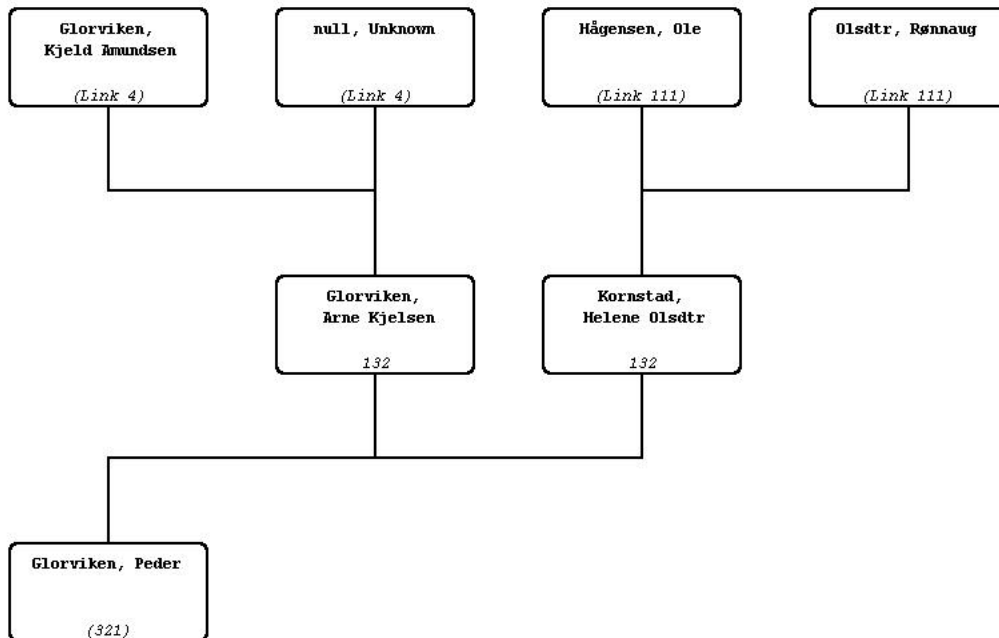 Glorviken,
Kjeld Amundsen
(Link 4)
null, Unknown
(Link 4)
Hågensen, Ole
(Link 111)
Olsdtr, Rønnaug
(Link 111)
Glorviken,
Arne Kjelsen
132
Kornstad,
Helene Olsdtr
132
Glorviken, Peder
(321)